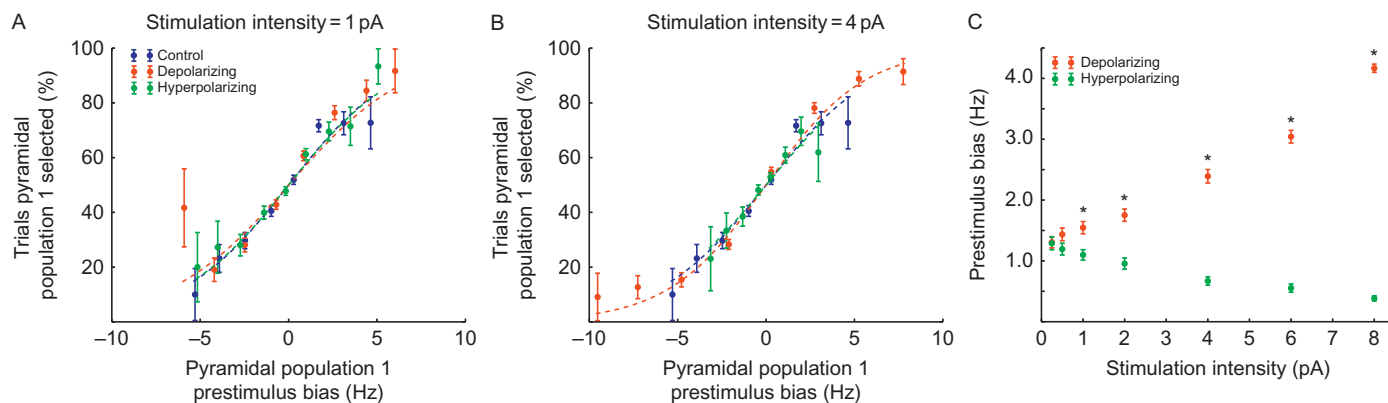 A
Stimulation intensity = 1 pA
Trials pyramidal
population 1 selected (%)
100
80
60
40
20
Control
Depolarizing
Hyperpolarizing
−10
−5
0
5
10
Pyramidal population 1
prestimulus bias (Hz)
B
Stimulation intensity = 4 pA
Trials pyramidal
population 1 selected (%)
100
80
60
40
20
−10
−5
0
5
10
Pyramidal population 1
prestimulus bias (Hz)
C
Prestimulus bias (Hz)
4.0
3.0
2.0
1.0
Depolarizing
Hyperpolarizing
*
*
*
*
*
0 1 2 3 4 5 6 7 8
Stimulation intensity (pA)